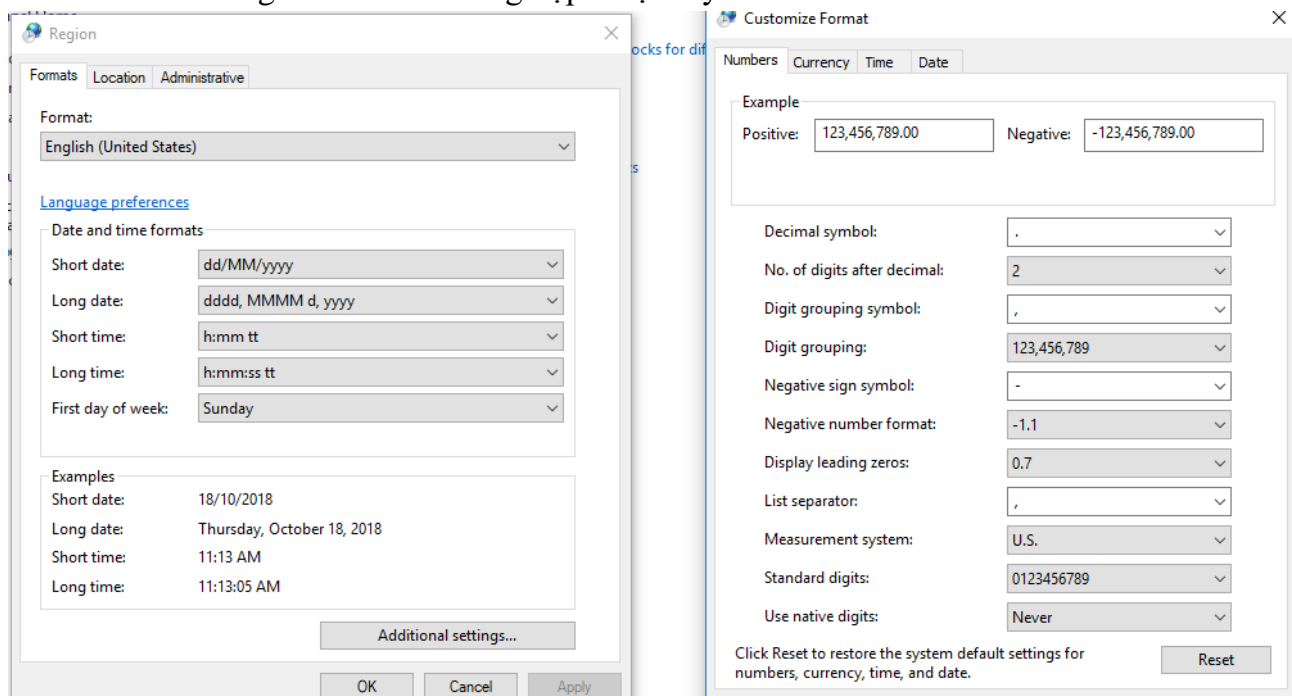 Region
Formats Location Administrative
Format:
English (United States)
Language preferences
Date and time formats
Short date: dd/MM/yyyy
Long date: dddd, MMMM d, yyyy
Short time: h:mm tt
Long time: h:mm:ss tt
First day of week: Sunday
Examples
Short date: 18/10/2018
Long date: Thursday, October 18, 2018
Short time: 11:13 AM
Long time: 11:13:05 AM
Additional settings...
OK Cancel Apply
ocks for dif
Customize Format
Numbers Currency Time Date
Example
Positive: 123,456,789.00 Negative: -123,456,789.00
Decimal symbol: .
No. of digits after decimal: 2
Digit grouping symbol: ,
Digit grouping: 123,456,789
Negative sign symbol: -
Negative number format: -1.1
Display leading zeros: 0.7
List separator: ,
Measurement system: U.S.
Standard digits: 0123456789
Use native digits: Never
Click Reset to restore the system default settings for
numbers, currency, time, and date.
Reset